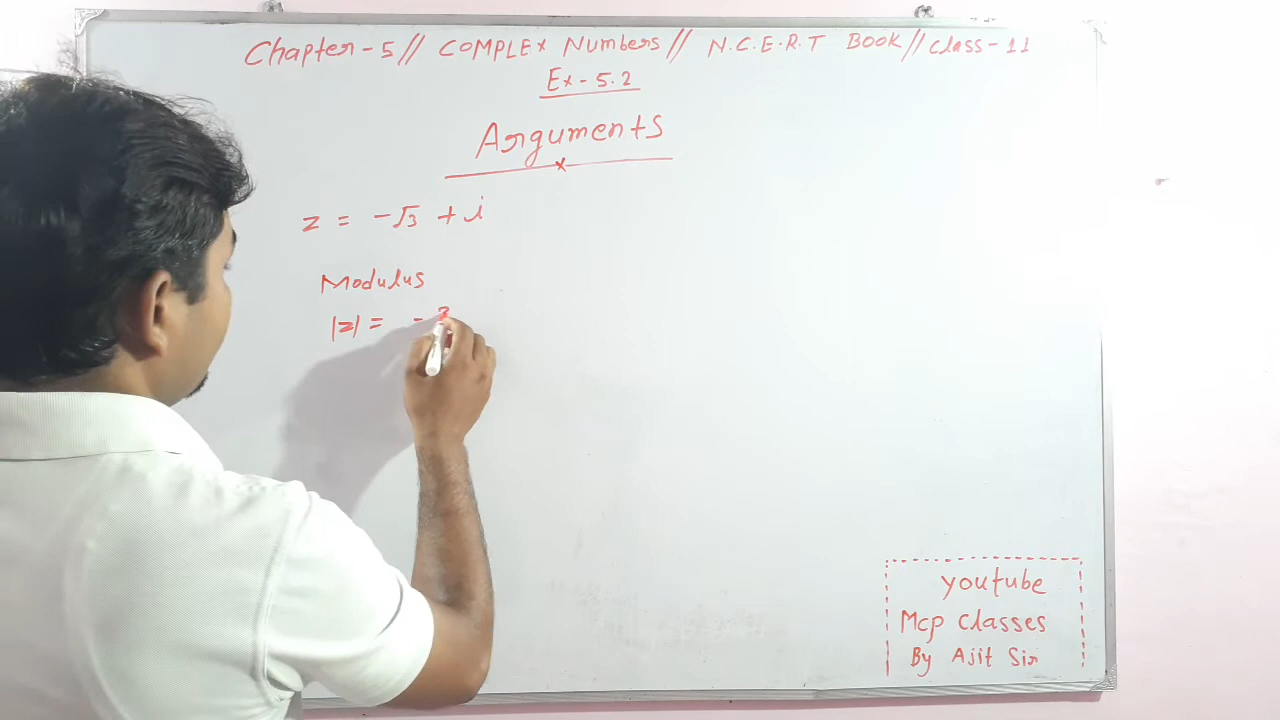 Chapter-5// COMPLEX Numbers// N.C.E.R.T BOOK//Class-11
Ex-5.2
Arguments
z = -√3 + i
Modulus
|z| = -
youtube
Mcp Classes
By Ajit Sir